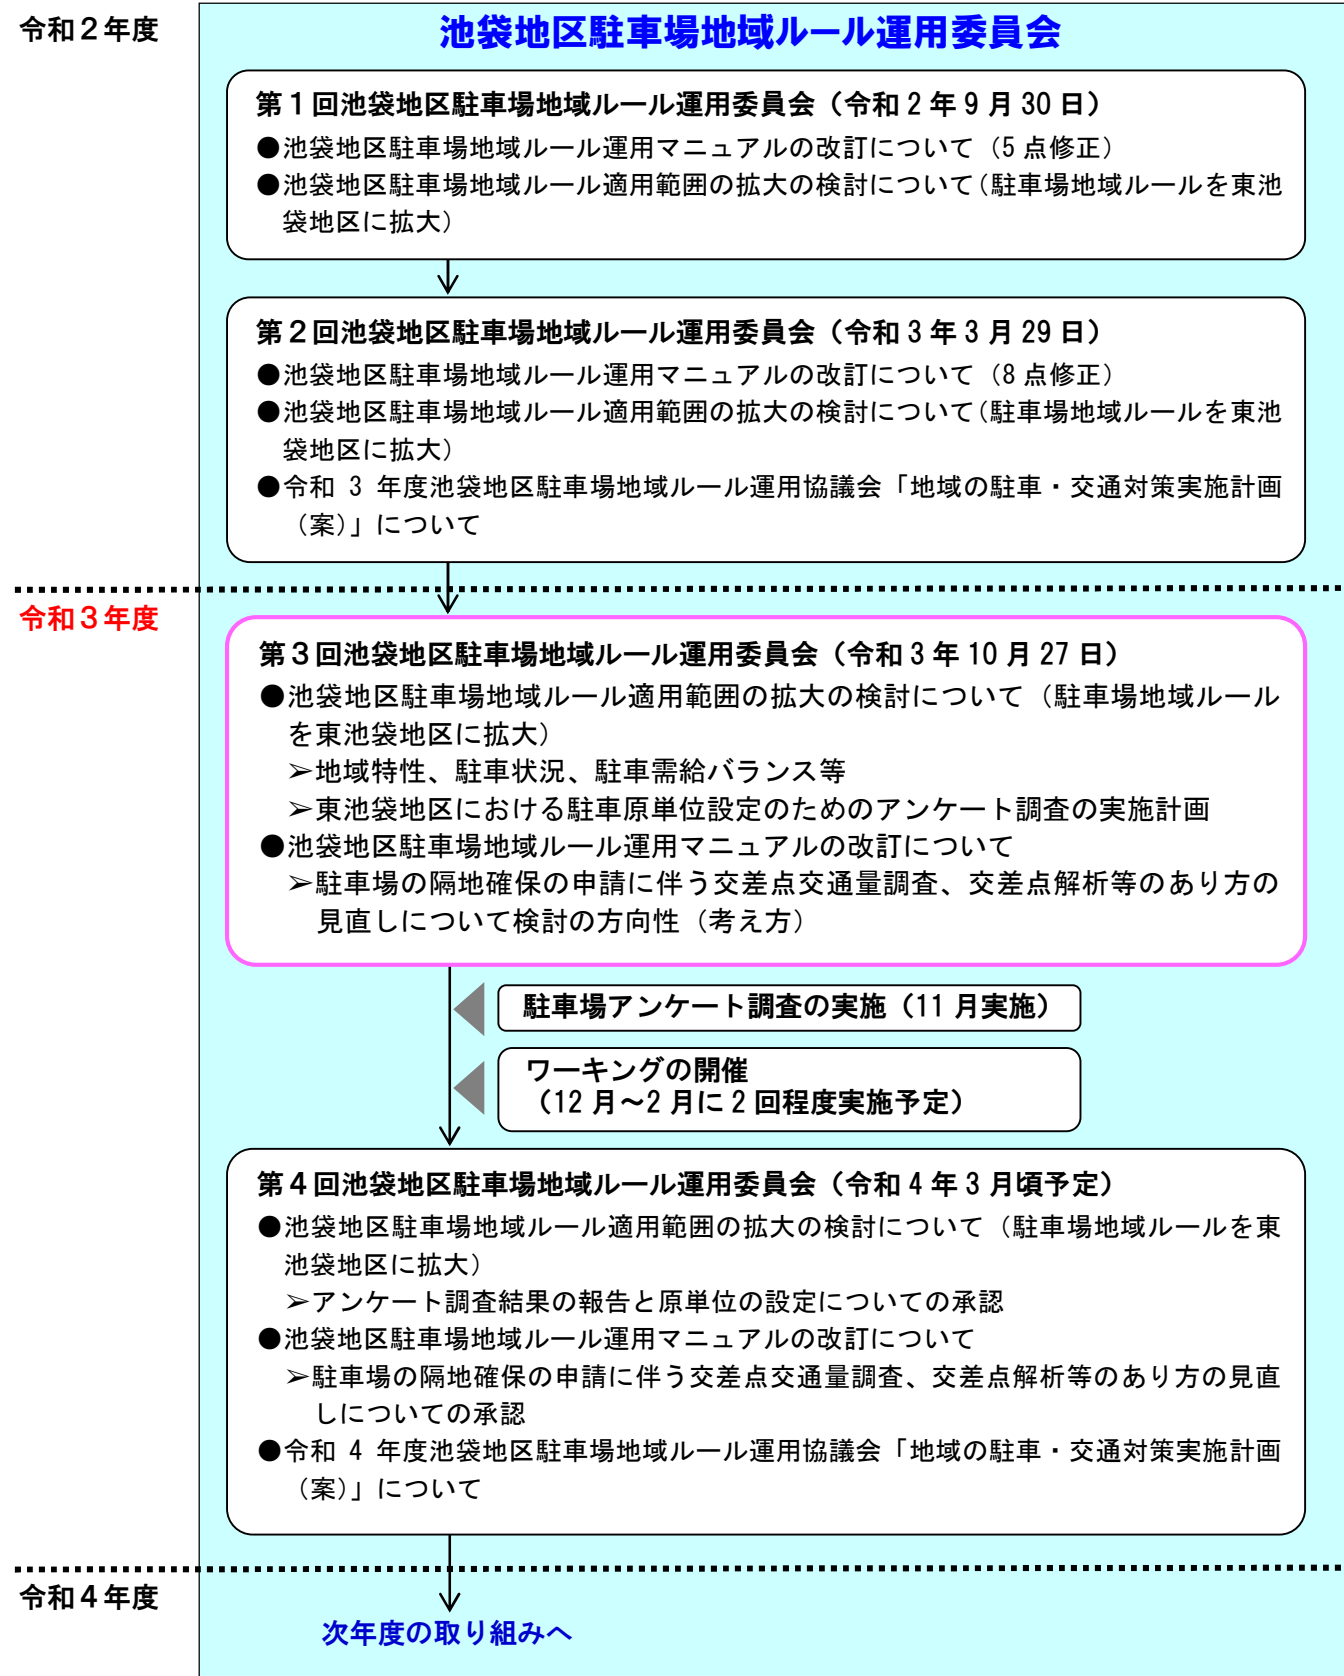 令和２年度
池袋地区駐車場地域ルール運用委員会
第１回池袋地区駐車場地域ルール運用委員会（令和２年９月30日）
●池袋地区駐車場地域ルール運用マニュアルの改訂について（5点修正）
●池袋地区駐車場地域ルール適用範囲の拡大の検討について（駐車場地域ルールを東池
袋地区に拡大）
第２回池袋地区駐車場地域ルール運用委員会（令和３年３月29日）
●池袋地区駐車場地域ルール運用マニュアルの改訂について（8点修正）
●池袋地区駐車場地域ルール適用範囲の拡大の検討について（駐車場地域ルールを東池
袋地区に拡大）
●令和 3 年度池袋地区駐車場地域ルール運用協議会「地域の駐車・交通対策実施計画
（案）」について
令和３年度
第３回池袋地区駐車場地域ルール運用委員会（令和３年10月27日）
●池袋地区駐車場地域ルール適用範囲の拡大の検討について（駐車場地域ルール
を東池袋地区に拡大）
➢地域特性、駐車状況、駐車需給バランス等
➢東池袋地区における駐車原単位設定のためのアンケート調査の実施計画
●池袋地区駐車場地域ルール運用マニュアルの改訂について
➢駐車場の隔地確保の申請に伴う交差点交通量調査、交差点解析等のあり方の
見直しについて検討の方向性（考え方）
駐車場アンケート調査の実施（11月実施）
ワーキングの開催
（12月～2月に2回程度実施予定）
第４回池袋地区駐車場地域ルール運用委員会（令和４年３月頃予定）
●池袋地区駐車場地域ルール適用範囲の拡大の検討について（駐車場地域ルールを東
池袋地区に拡大）
➢アンケート調査結果の報告と原単位の設定についての承認
●池袋地区駐車場地域ルール運用マニュアルの改訂について
➢駐車場の隔地確保の申請に伴う交差点交通量調査、交差点解析等のあり方の見直
しについての承認
●令和 4 年度池袋地区駐車場地域ルール運用協議会「地域の駐車・交通対策実施計画
（案）」について
令和４年度
次年度の取り組みへ